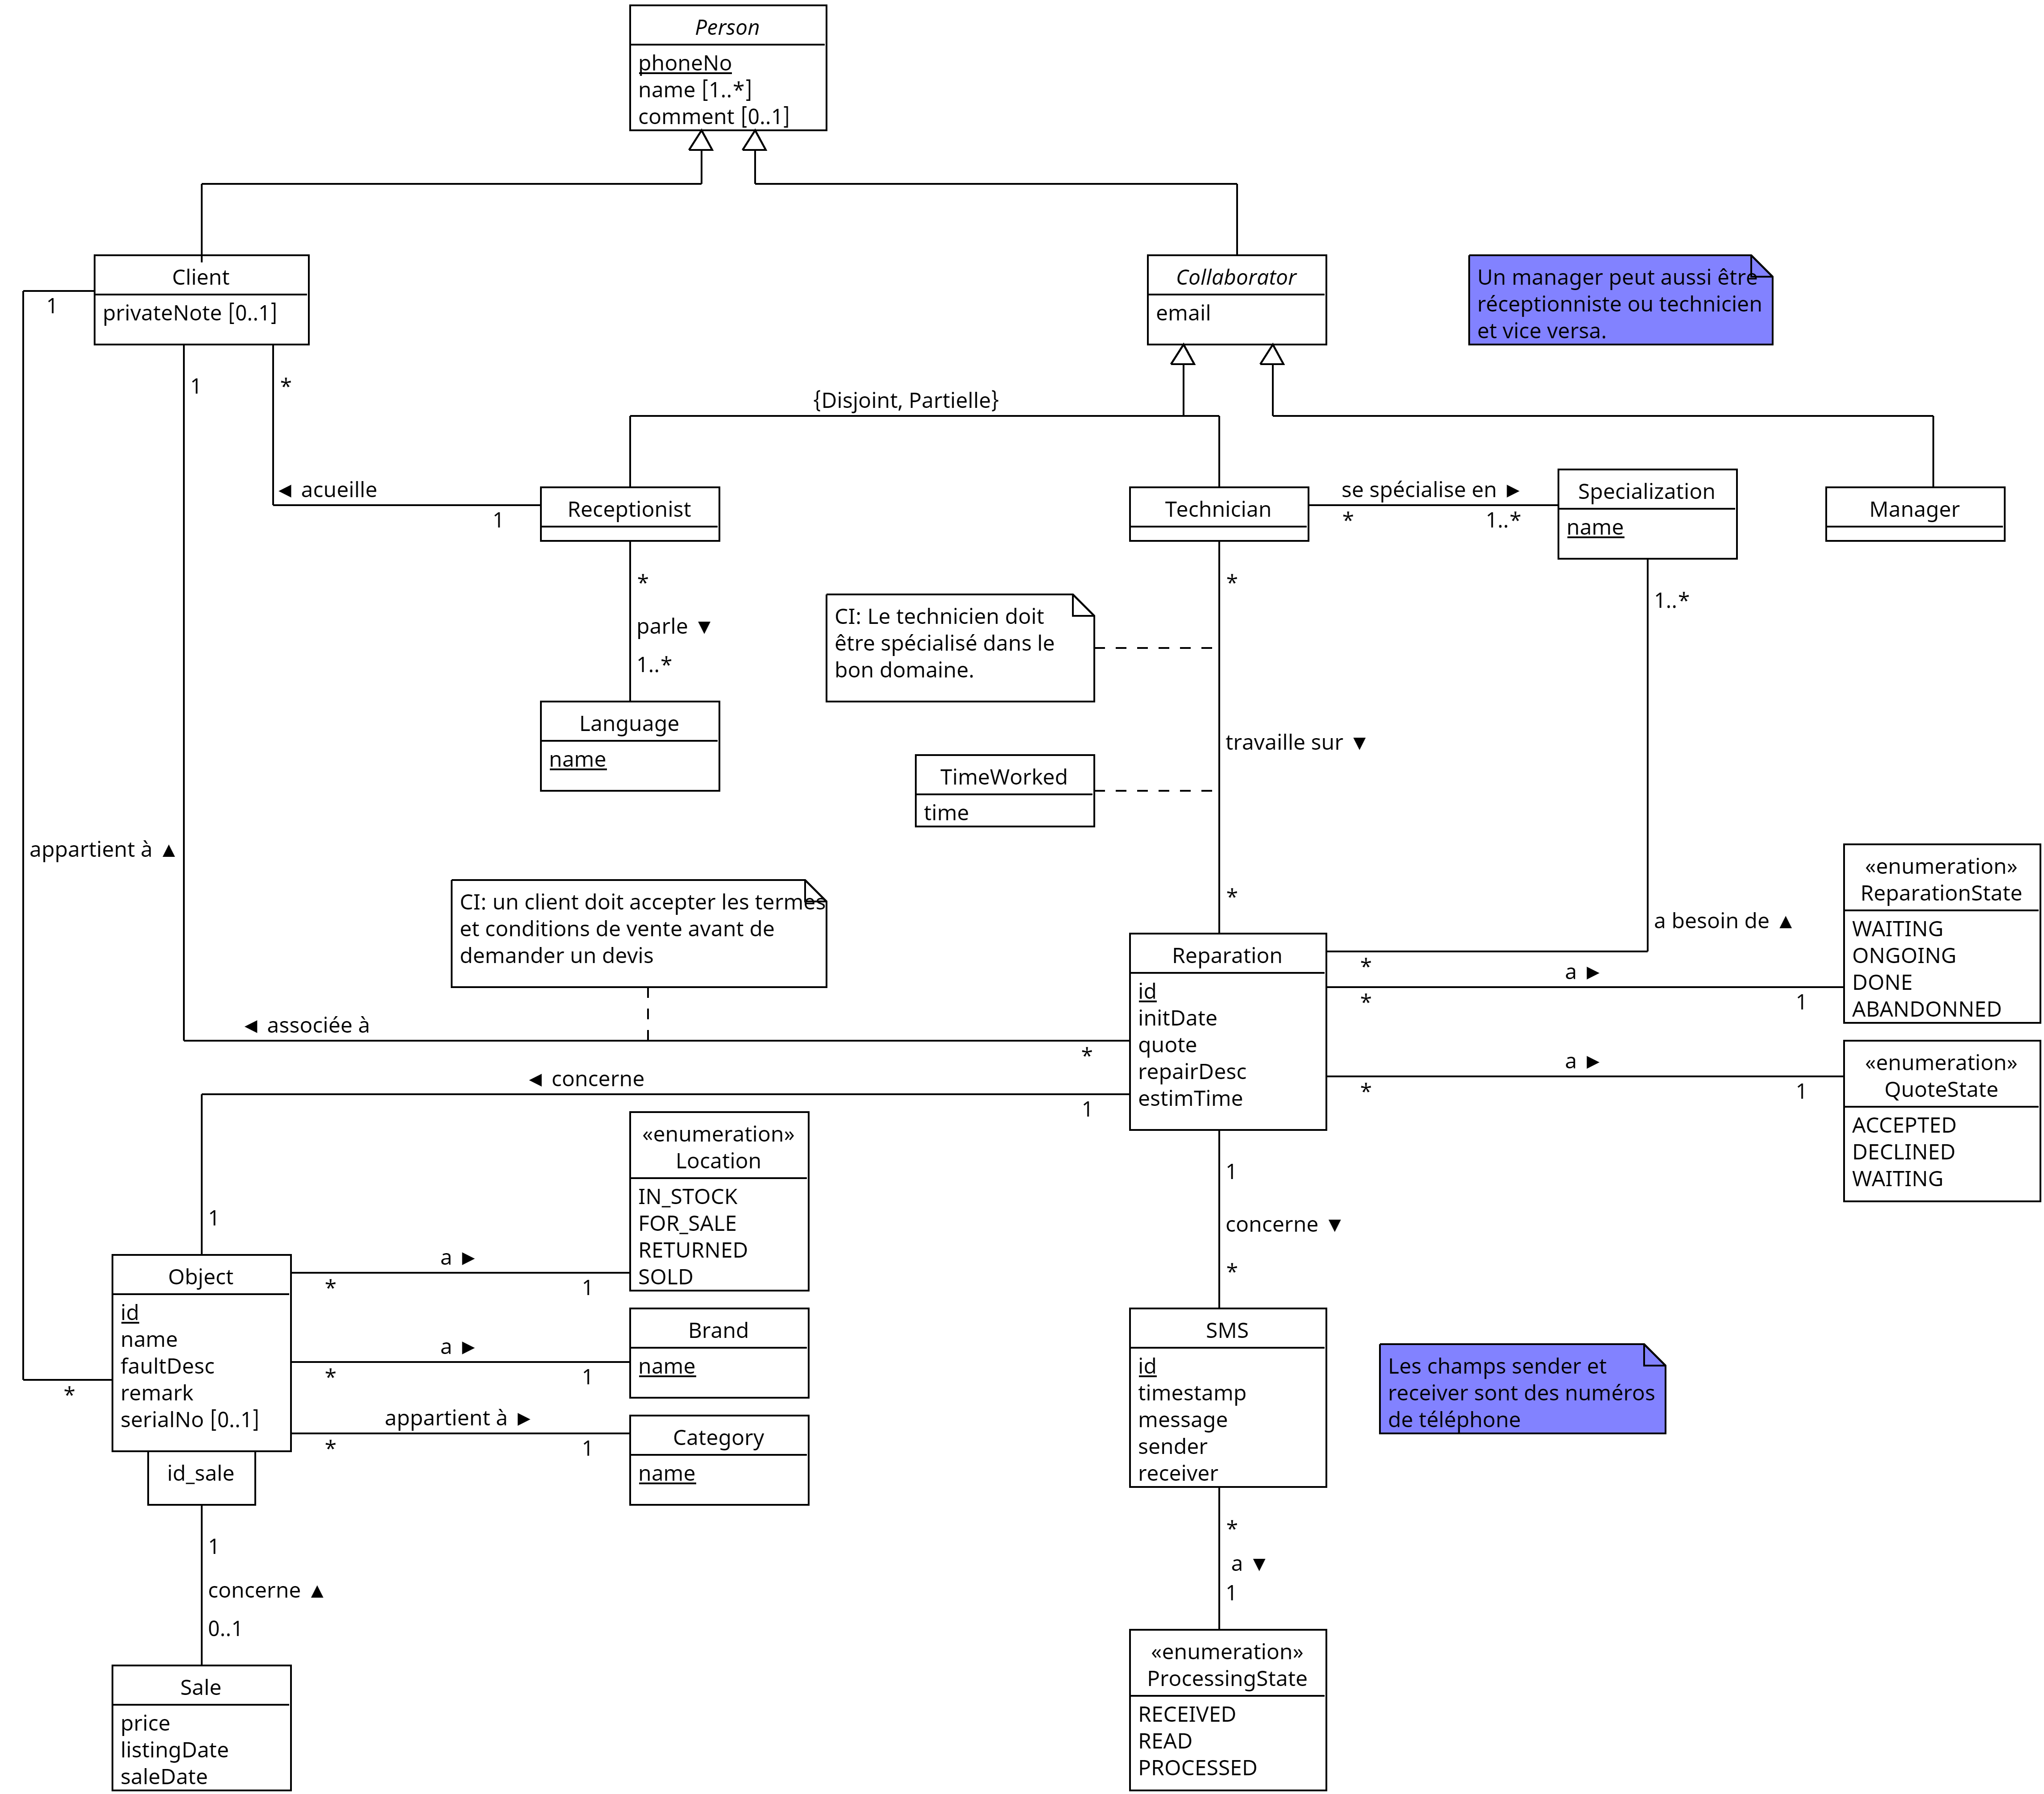 Person
phoneNo
name [1..*]
comment [0..1]
Client
privateNote [0..1]
1
1
*
Collaborator
email
Un manager peut aussi être
réceptionniste ou technicien
et vice versa.
{Disjoint, Partielle}
◄ acueille
1
Receptionist
Technician
se spécialise en ►
*
1..*
Specialization
name
Manager
*
parle ▼
1..*
Language
name
CI: Le technicien doit
être spécialisé dans le
bon domaine.
*
travaille sur ▼
*
TimeWorked
time
1..*
a besoin de ▲
*
appartient à ▲
CI: un client doit accepter les termes
et conditions de vente avant de
demander un devis
◄ associée à
*
◄ concerne
1
1
Reparation
id
initDate
quote
repairDesc
estimTime
a ►
*
1
«enumeration»
ReparationState
WAITING
ONGOING
DONE
ABANDONNED
a ►
*
1
«enumeration»
QuoteState
ACCEPTED
DECLINED
WAITING
«enumeration»
Location
IN_STOCK
FOR_SALE
RETURNED
SOLD
Object
id
name
faultDesc
remark
serialNo [0..1]
id_sale
*
a ►
*
1
a ►
*
1
Brand
name
appartient à ►
*
1
Category
name
1
concerne ▼
*
SMS
id
timestamp
message
sender
receiver
Les champs sender et
receiver sont des numéros
de téléphone
1
concerne ▲
0..1
Sale
price
listingDate
saleDate
*
a ▼
1
«enumeration»
ProcessingState
RECEIVED
READ
PROCESSED